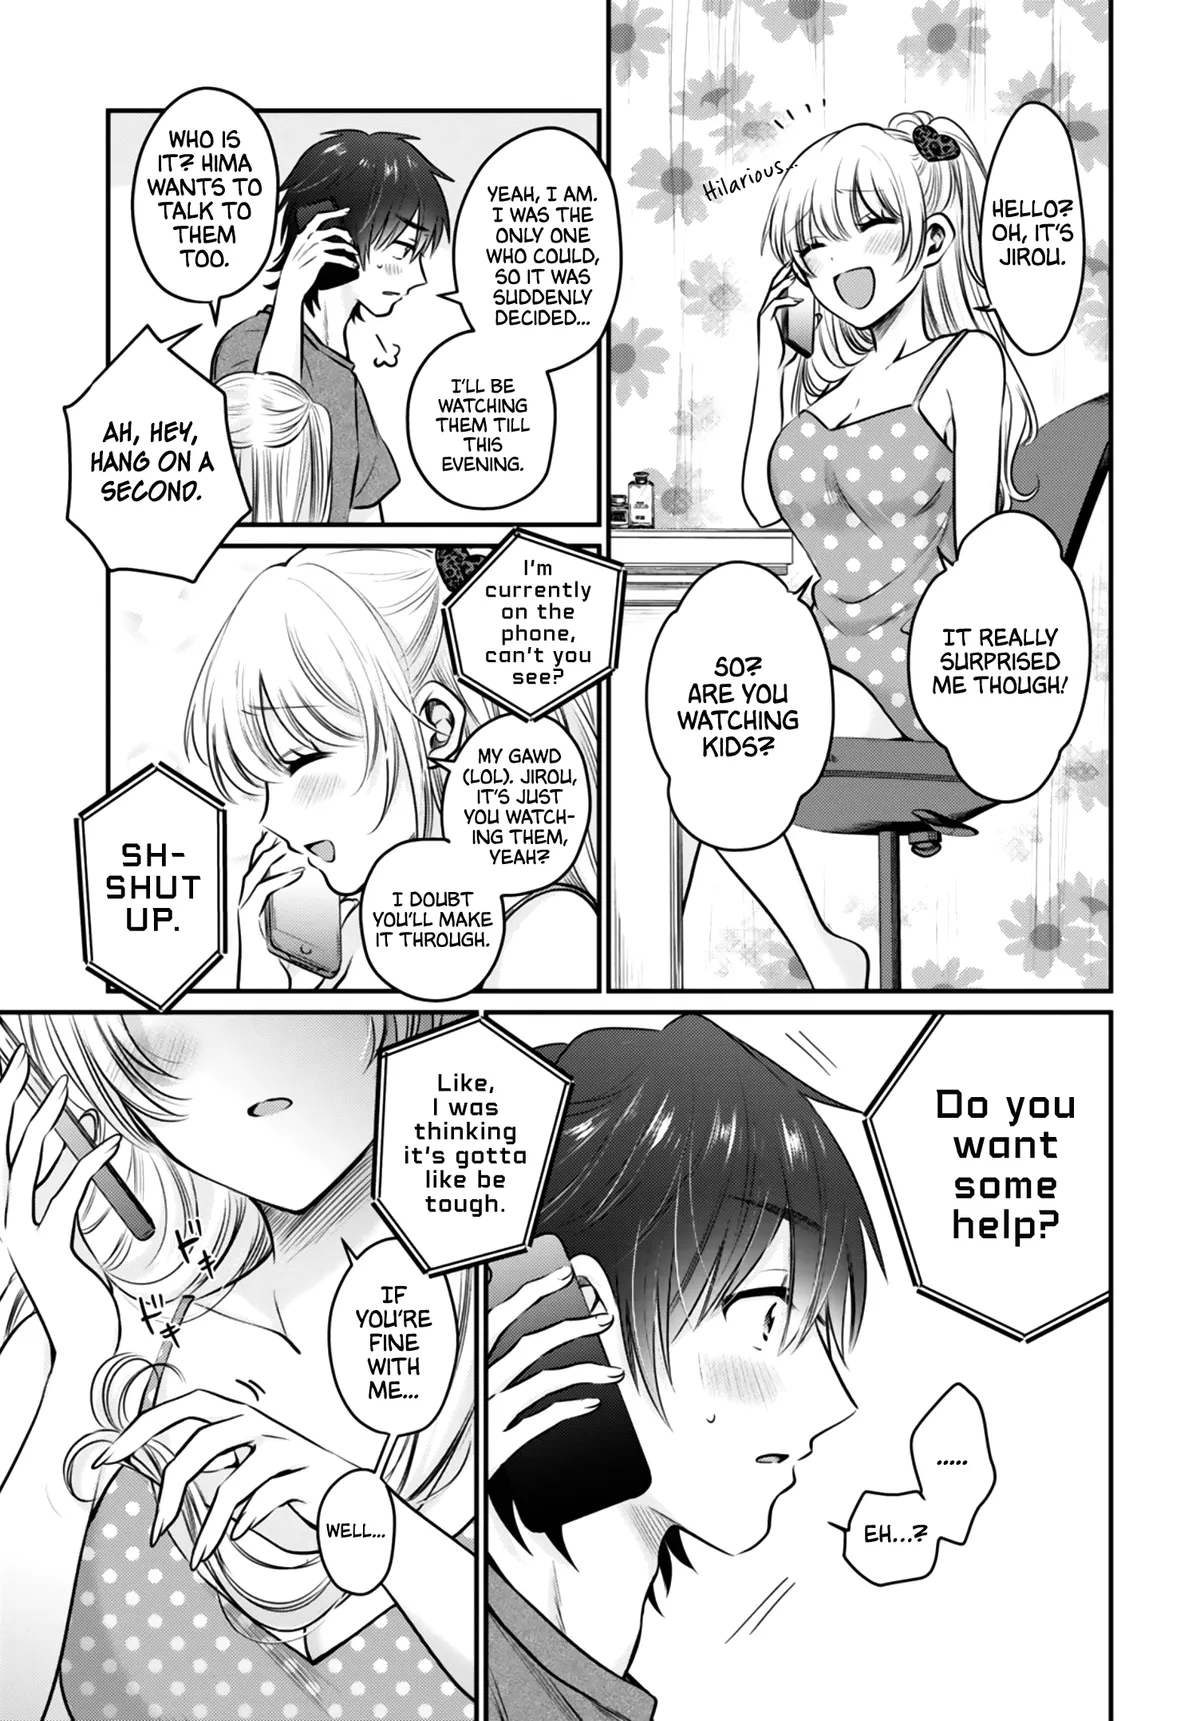 HELLO?
OH, IT'S
JIROU.
Hilarious...
IT REALLY
SURPRISED
ME THOUGH!
SO?
ARE YOU
WATCHING
KIDS?
YEAH, I AM.
I WAS THE
ONLY ONE
WHO COULD,
SO IT WAS
SUDDENLY
DECIDED...
I'LL BE
WATCHING
THEM TILL
THIS
EVENING.
WHO IS
IT? HIMA
WANTS TO
TALK TO
THEM
TOO.
AH, HEY,
HANG ON A
SECOND.
I'm
currently
on the
phone,
can't you
see?
MY GAWD
(LOL). JIROU,
IT'S JUST
YOU WATCH-
ING THEM,
YEAH?
I DOUBT
YOU'LL MAKE
IT THROUGH.
SH-
SHUT
UP.
Do you
want
some
help?
......
EH...?
Like,
I was
thinking
it's gotta
like be
tough.
IF
YOU'RE
FINE
WITH
ME...
WELL...
ドキ
ドキ